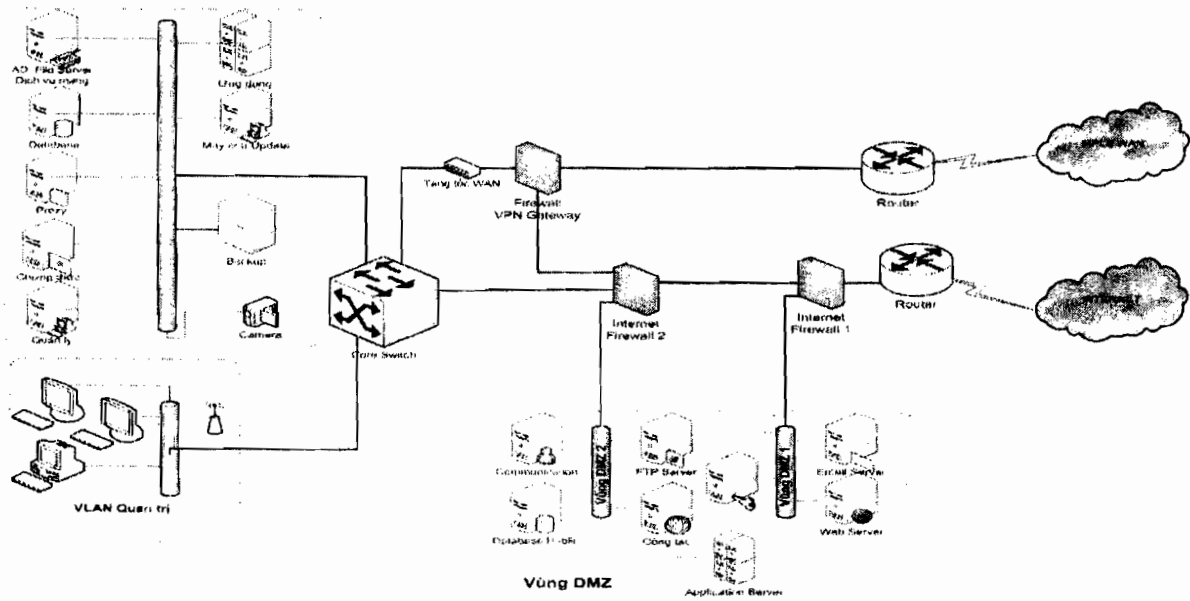 AD, File Server
Dịch vụ mạng
Ứng dụng
Database
Máy chủ Update
Proxy
Backup
Quản lý
Camera
Core Switch
VLAN Quản trị
Tăng tốc WAN
Firewall
VPN Gateway
Router
Internet
Firewall 2
Internet
Firewall 1
Router
INTERNET
Communication
Vùng DMZ 2
FTP Server
Vùng DMZ 1
Email Server
Database
Cộng tác
Web Server
Application Server
Vùng DMZ